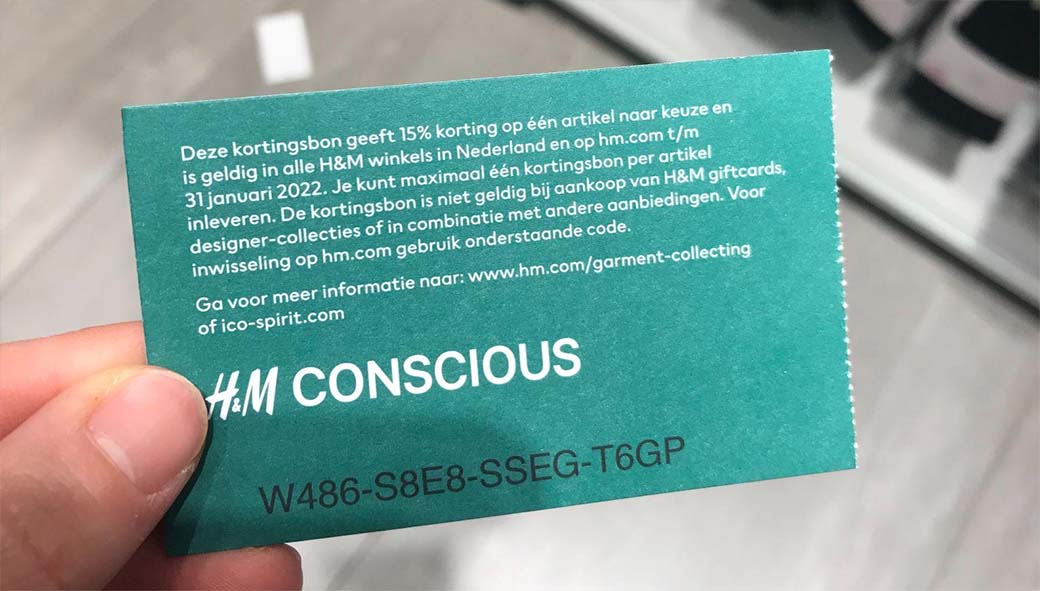 Deze kortingsbon geeft 15% korting op één artikel naar keuze en
is geldig in alle H&M winkels in Nederland en op hm.com t/m
31 januari 2022. Je kunt maximaal één kortingsbon per artikel
inleveren. De kortingsbon is niet geldig bij aankoop van H&M giftcards,
designer-collecties of in combinatie met andere aanbiedingen. Voor
inwisseling op hm.com gebruik onderstaande code.
Ga voor meer informatie naar: www.hm.com/garment-collecting
of ico-spirit.com
H&M CONSCIOUS
W486-S8E8-SSEG-T6GP